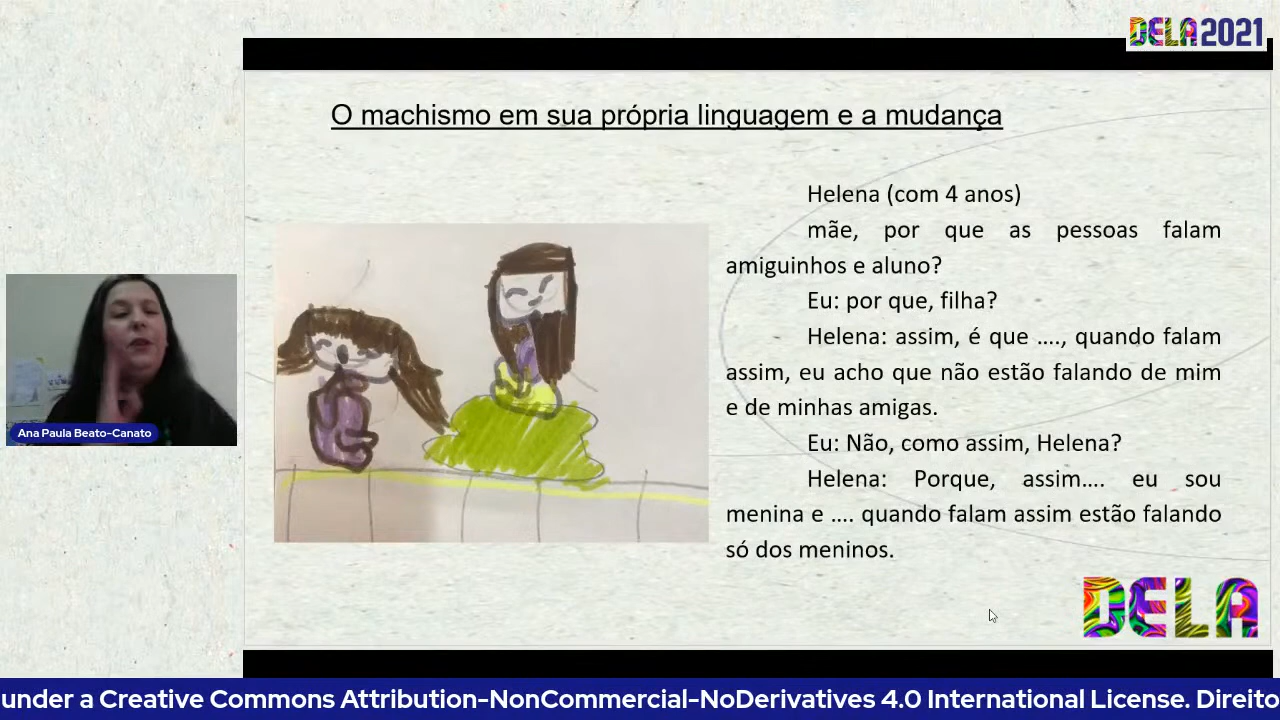 DELA 2021
O machismo em sua própria linguagem e a mudança
Helena (com 4 anos)
mãe, por que as pessoas falam
amiguinhos e aluno?
Eu: por que, filha?
Helena: assim, é que ...., quando falam
assim, eu acho que não estão falando de mim
e de minhas amigas.
Eu: Não, como assim, Helena?
Helena: Porque, assim.... eu sou
menina e .... quando falam assim estão falando
só dos meninos.
Ana Paula Beato-Canato
DELA
under a Creative Commons Attribution-NonCommercial-NoDerivatives 4.0 International License. Direito